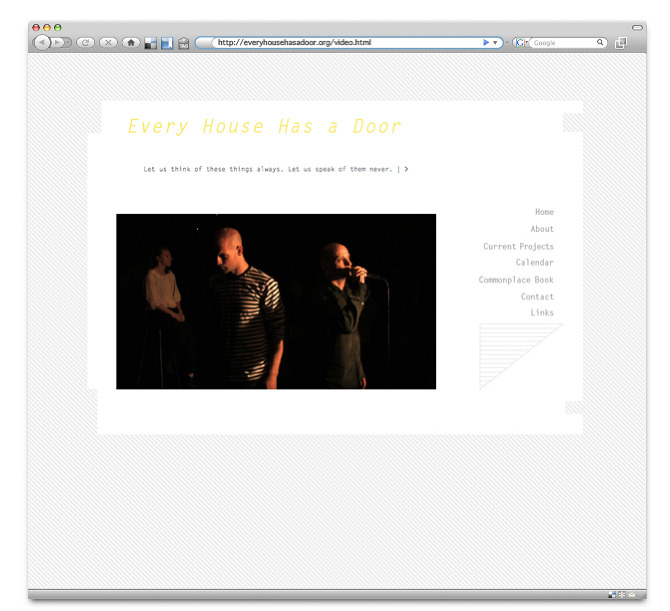 http://everyhousehasadoor.org/video.html
Google
Every House Has a Door
Let us think of these things always. Let us speak of them never. | >
Home
About
Current Projects
Calendar
Commonplace Book
Contact
Links